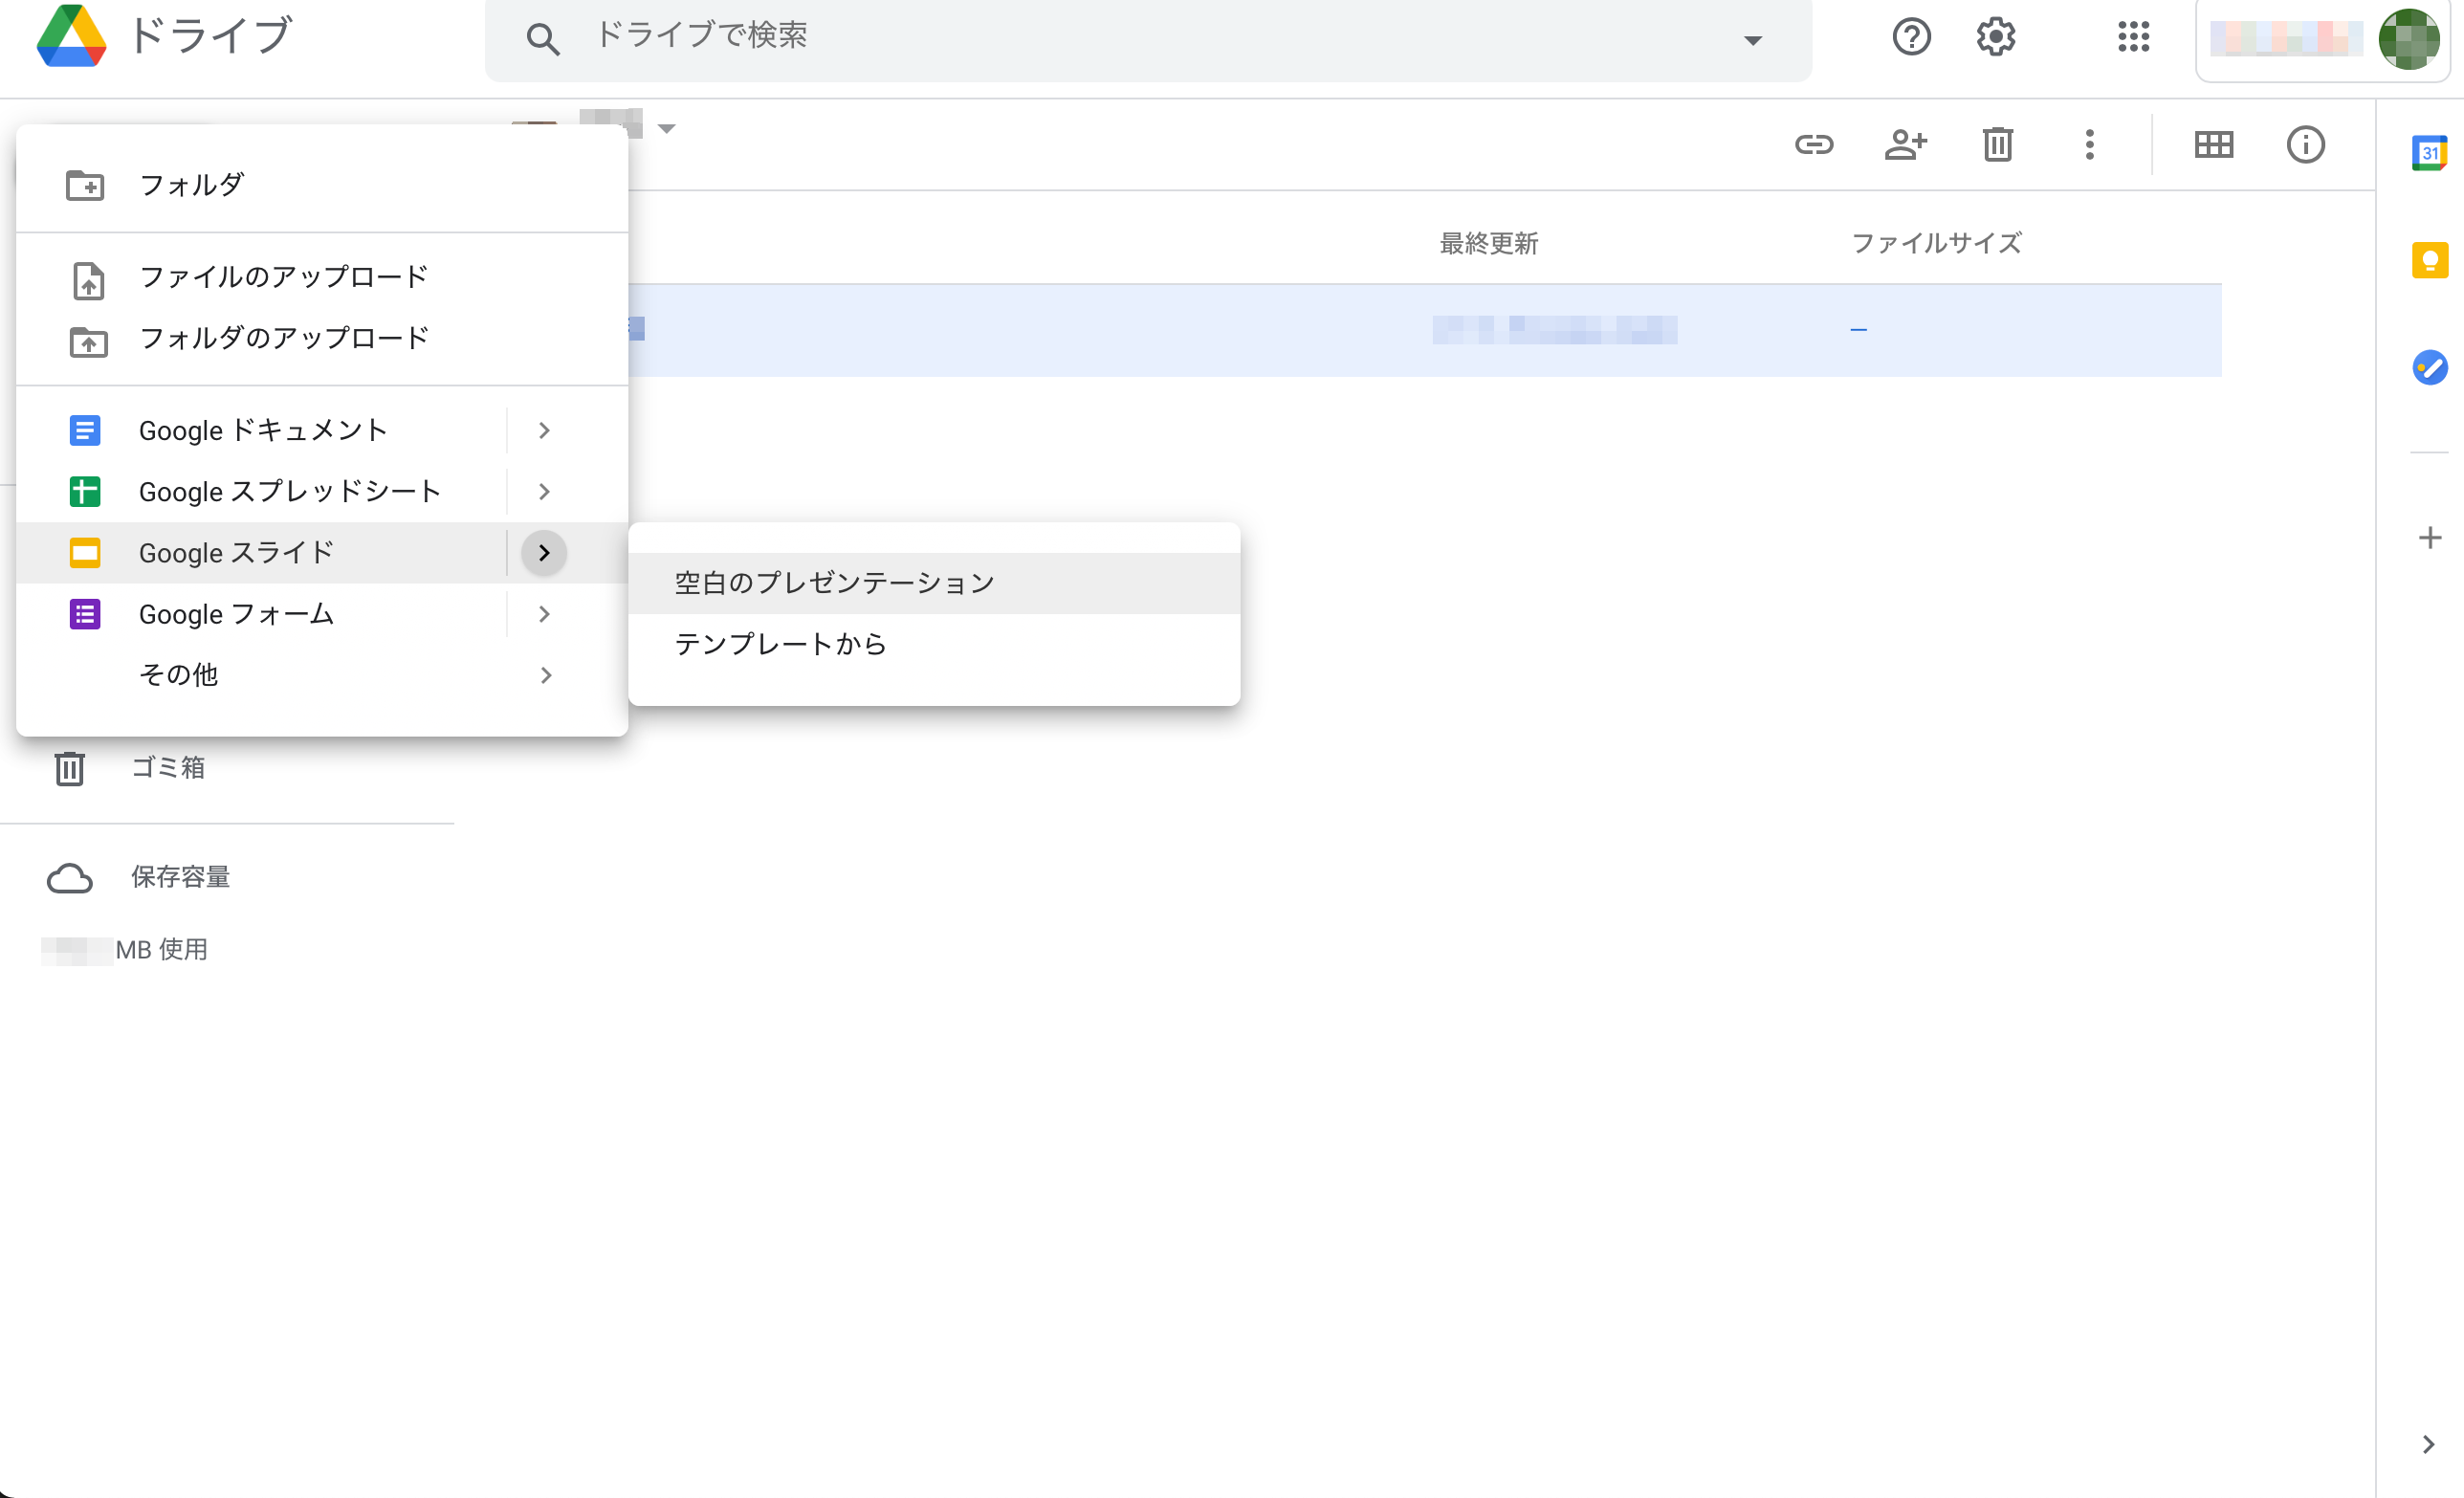 ドライブ
ドライブで検索
フォルダ
ファイルのアップロード
フォルダのアップロード
Google ドキュメント
Google スプレッドシート
Google スライド
Google フォーム
その他
空白のプレゼンテーション
テンプレートから
最終更新
ファイルサイズ
–
ゴミ箱
保存容量
MB 使用
31